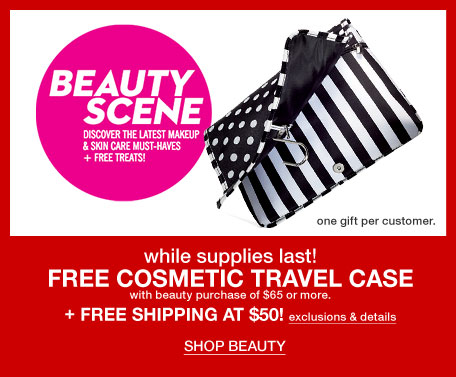 BEAUTY
SCENE
DISCOVER THE LATEST MAKEUP
& SKIN CARE MUST-HAVES
+ FREE TREATS!
one gift per customer.
while supplies last!
FREE COSMETIC TRAVEL CASE
with beauty purchase of $65 or more.
+ FREE SHIPPING AT $50! exclusions & details
SHOP BEAUTY